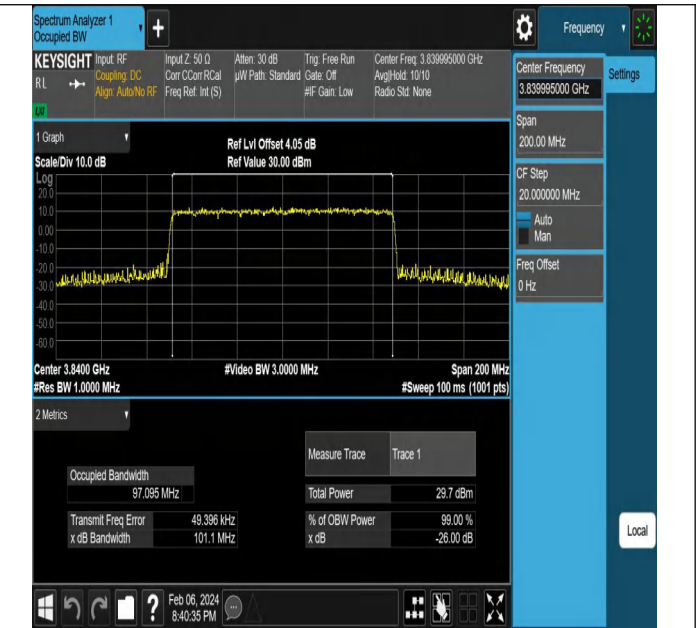 Spectrum Analyzer 1
Occupied BW
Frequency
KEYSIGHT
RL
LXI
Input: RF
Coupling: DC
Align: Auto/No RF
Input Z: 50 Ω
Corr CCorr RCal
Freq Ref: Int (S)
Atten: 30 dB
µW Path: Standard
Trig: Free Run
Gate: Off
#IF Gain: Low
Center Freq: 3.839995000 GHz
Avg|Hold: 10/10
Radio Std: None
Center Frequency
3.839995000 GHz
Settings
Span
200.00 MHz
CF Step
20.000000 MHz
Auto
Man
Freq Offset
0 Hz
1 Graph
Scale/Div 10.0 dB
Ref Lvl Offset 4.05 dB
Ref Value 30.00 dBm
Log
20.0
10.0
0.00
-10.0
-20.0
-30.0
-40.0
-50.0
-60.0
Center 3.8400 GHz
#Video BW 3.0000 MHz
Span 200 MHz
#Res BW 1.0000 MHz
#Sweep 100 ms (1001 pts)
2 Metrics
Measure Trace
Trace 1
Occupied Bandwidth
97.095 MHz
Total Power
29.7 dBm
Transmit Freq Error
49.396 kHz
% of OBW Power
99.00 %
x dB Bandwidth
101.1 MHz
x dB
-26.00 dB
Local
?
Feb 06, 2024
8:40:35 PM